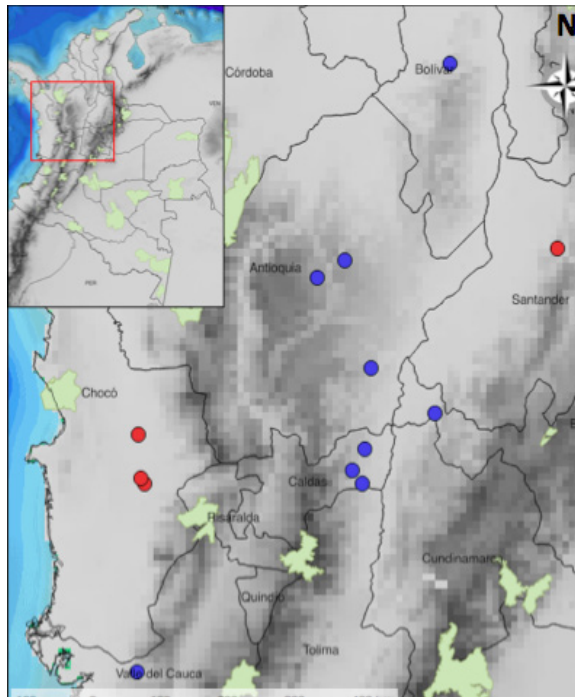 N
Córdoba
Bolívar
VEN
PER
Antioquia
Santander
Chocó
Caldas
Risaralda
Cundinamarca
Quindío
Tolima
Valle del Cauca